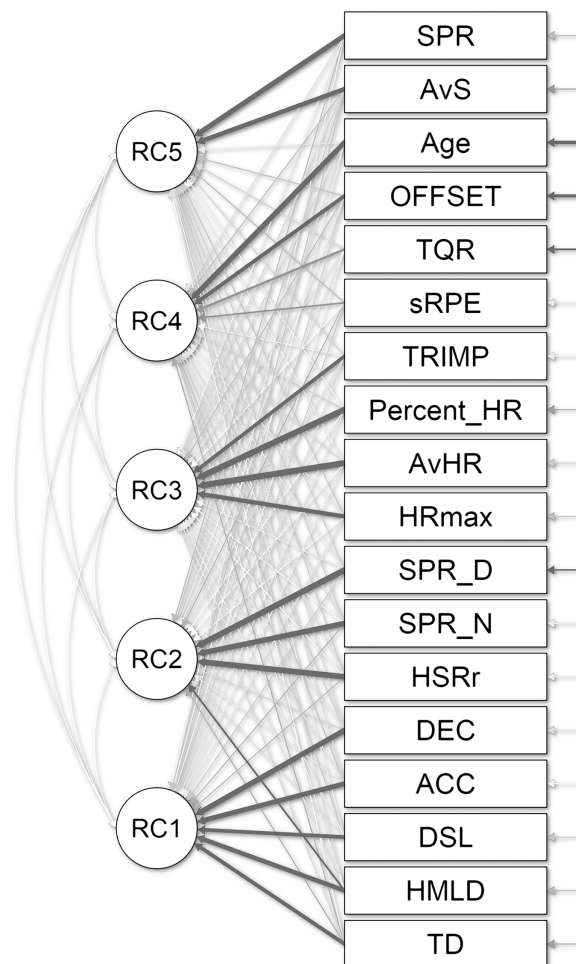 SPR
AvS
Age
OFFSET
TQR
sRPE
TRIMP
Percent_HR
AvHR
HRmax
SPR_D
SPR_N
HSRr
DEC
ACC
DSL
HMLD
TD
RC5
RC4
RC3
RC2
RC1